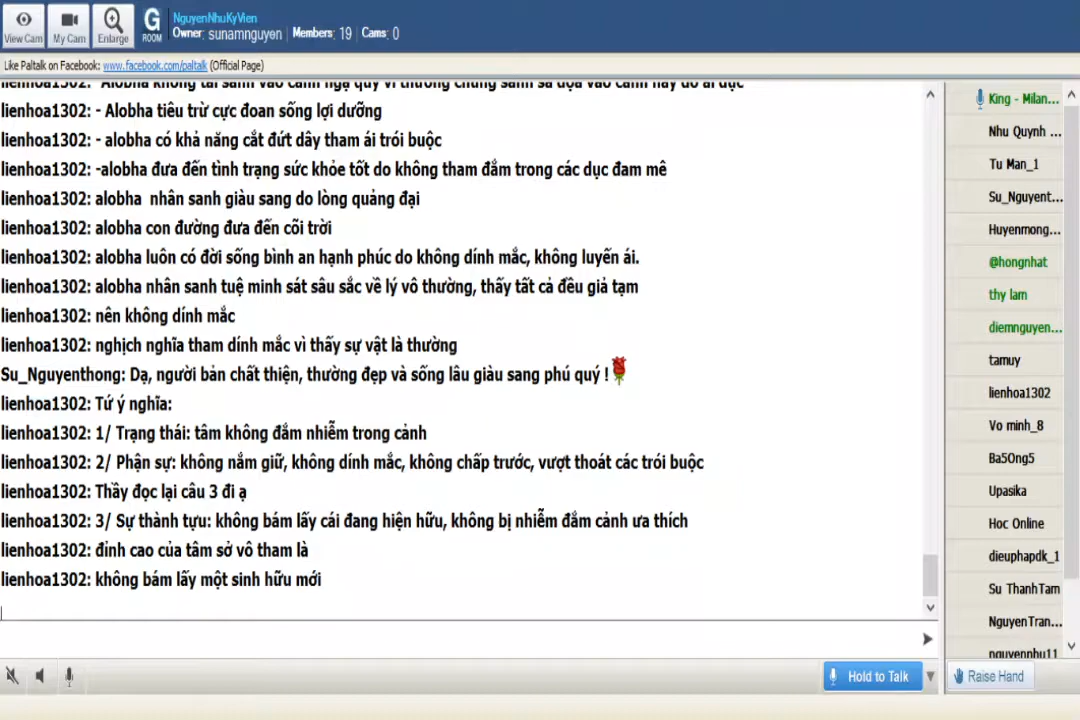 View Cam
My Cam
Enlarge
G
ROOM
NguyenNhuKyVien
Owner: sunamnguyen | Members: 19 | Cams: 0
Like Paltalk on Facebook: www.facebook.com/paltalk (Official Page)
lienhoa1302: - Alobha tiêu trừ cực đoan sống lợi dưỡng
lienhoa1302: - alobha có khả năng cắt đứt dây tham ái trói buộc
lienhoa1302: -alobha đưa đến tình trạng sức khỏe tốt do không tham đắm trong các dục đam mê
lienhoa1302: alobha nhân sanh giàu sang do lòng quảng đại
lienhoa1302: alobha con đường đưa đến cõi trời
lienhoa1302: alobha luôn có đời sống bình an hạnh phúc do không dính mắc, không luyến ái.
lienhoa1302: alobha nhân sanh tuệ minh sát sâu sắc về lý vô thường, thấy tất cả đều giả tạm
lienhoa1302: nên không dính mắc
lienhoa1302: nghịch nghĩa tham dính mắc vì thấy sự vật là thường
Su_Nguyenthong: Dạ, người bản chất thiện, thường đẹp và sống lâu giàu sang phú quý !
lienhoa1302: Tứ ý nghĩa:
lienhoa1302: 1/ Trạng thái: tâm không đắm nhiễm trong cảnh
lienhoa1302: 2/ Phận sự: không nắm giữ, không dính mắc, không chấp trước, vượt thoát các trói buộc
lienhoa1302: Thầy đọc lại câu 3 đi ạ
lienhoa1302: 3/ Sự thành tựu: không bám lấy cái đang hiện hữu, không bị nhiễm đắm cảnh ưa thích
lienhoa1302: đỉnh cao của tâm sở vô tham là
lienhoa1302: không bám lấy một sinh hữu mới
King - Milan...
Nhu Quynh ...
Tu Man_1
Su_Nguyent...
Huyenmong...
@hongnhat
thy lam
diemnguyen...
tamuy
lienhoa1302
Vo minh_8
Ba5Ong5
Upasika
Hoc Online
dieuphapdk_1
Su ThanhTam
NguyenTran...
nguyennhu11
Hold to Talk
Raise Hand